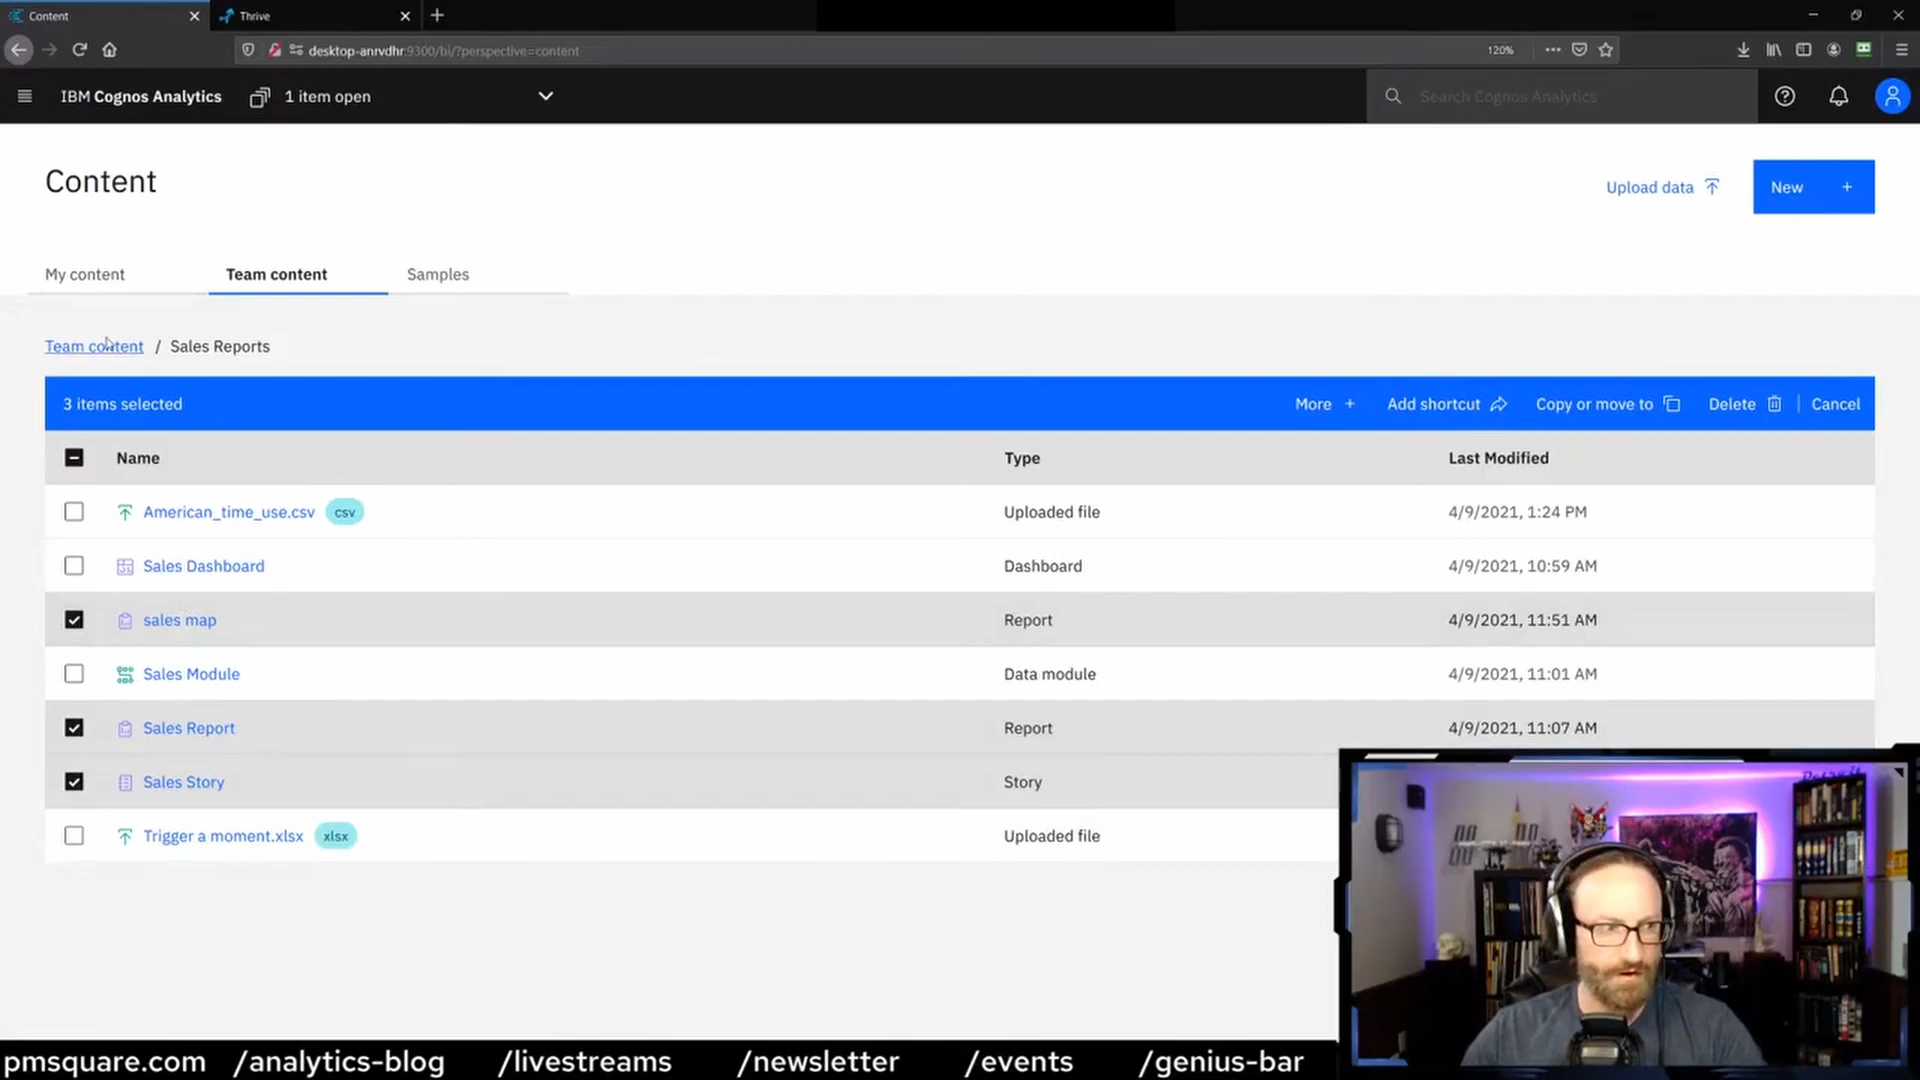 Content
Thrive
desktop-anrvdhr:9300/bi/?perspective=content
120%
IBM Cognos Analytics
1 item open
Search Cognos Analytics
Content
Upload data
New +
My content
Team content
Samples
Team content / Sales Reports
3 items selected
More +
Add shortcut
Copy or move to
Delete
Cancel
Name Type Last Modified
American_time_use.csv csv Uploaded file 4/9/2021, 1:24 PM
Sales Dashboard Dashboard 4/9/2021, 10:59 AM
sales map Report 4/9/2021, 11:51 AM
Sales Module Data module 4/9/2021, 11:01 AM
Sales Report Report 4/9/2021, 11:07 AM
Sales Story Story
Trigger a moment.xlsx xlsx Uploaded file
pmsquare.com /analytics-blog /livestreams /newsletter /events /genius-bar